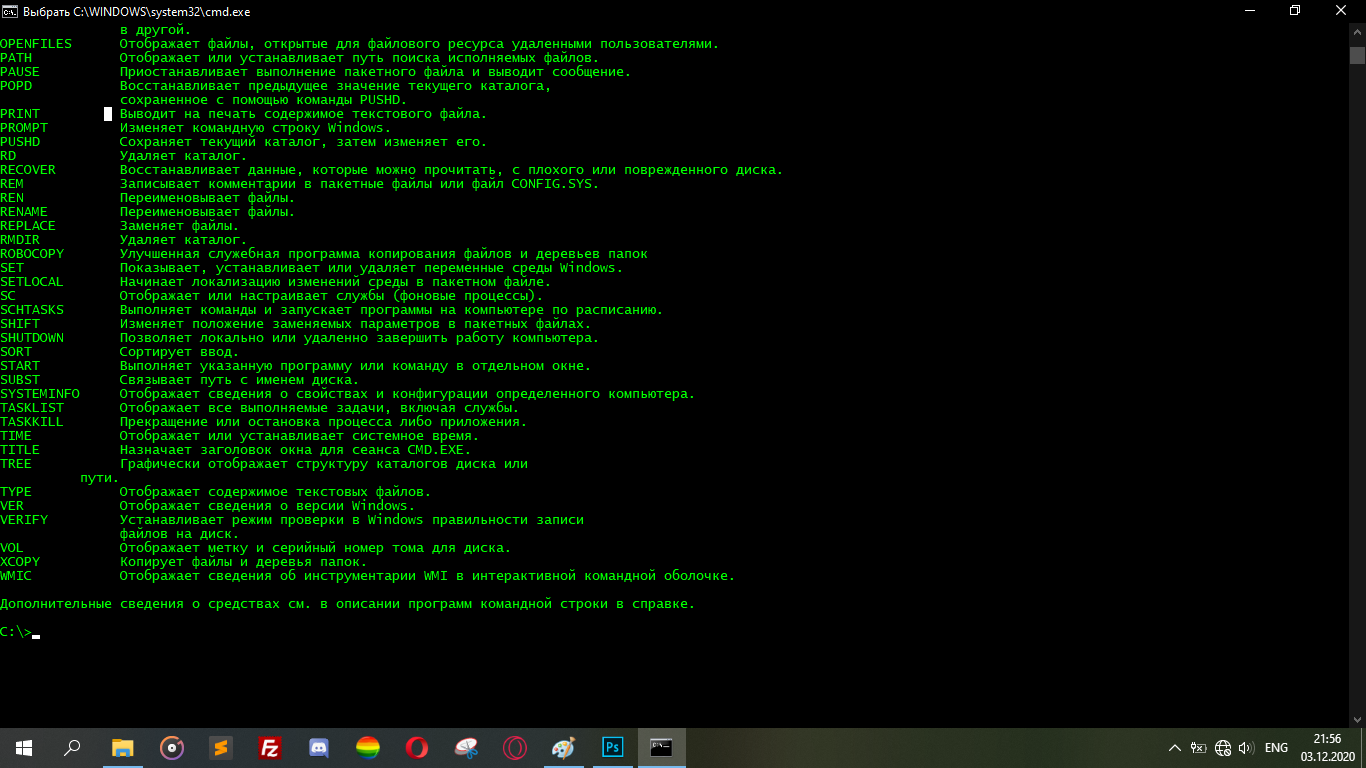 Выбрать C:\WINDOWS\system32\cmd.exe
в другой.
OPENFILES Отображает файлы, открытые для файлового ресурса удаленными пользователями.
PATH Отображает или устанавливает путь поиска исполняемых файлов.
PAUSE Приостанавливает выполнение пакетного файла и выводит сообщение.
POPD Восстанавливает предыдущее значение текущего каталога,
сохраненное с помощью команды PUSHD.
PRINT Выводит на печать содержимое текстового файла.
PROMPT Изменяет командную строку Windows.
PUSHD Сохраняет текущий каталог, затем изменяет его.
RD Удаляет каталог.
RECOVER Восстанавливает данные, которые можно прочитать, с плохого или поврежденного диска.
REM Записывает комментарии в пакетные файлы или файл CONFIG.SYS.
REN Переименовывает файлы.
RENAME Переименовывает файлы.
REPLACE Заменяет файлы.
RMDIR Удаляет каталог.
ROBOCOPY Улучшенная служебная программа копирования файлов и деревьев папок
SET Показывает, устанавливает или удаляет переменные среды Windows.
SETLOCAL Начинает локализацию изменений среды в пакетном файле.
SC Отображает или настраивает службы (фоновые процессы).
SCHTASKS Выполняет команды и запускает программы на компьютере по расписанию.
SHIFT Изменяет положение заменяемых параметров в пакетных файлах.
SHUTDOWN Позволяет локально или удаленно завершить работу компьютера.
SORT Сортирует ввод.
START Выполняет указанную программу или команду в отдельном окне.
SUBST Связывает путь с именем диска.
SYSTEMINFO Отображает сведения о свойствах и конфигурации определенного компьютера.
TASKLIST Отображает все выполняемые задачи, включая службы.
TASKKILL Прекращение или остановка процесса либо приложения.
TIME Отображает или устанавливает системное время.
TITLE Назначает заголовок окна для сеанса CMD.EXE.
TREE Графически отображает структуру каталогов диска или
пути.
TYPE Отображает содержимое текстовых файлов.
VER Отображает сведения о версии Windows.
VERIFY Устанавливает режим проверки в Windows правильности записи
файлов на диск.
VOL Отображает метку и серийный номер тома для диска.
XCOPY Копирует файлы и деревья папок.
WMIC Отображает сведения об инструментарии WMI в интерактивной командной оболочке.
Дополнительные сведения о средствах см. в описании программ командной строки в справке.
C:\>
Fz
Ps
ENG
21:56
03.12.2020